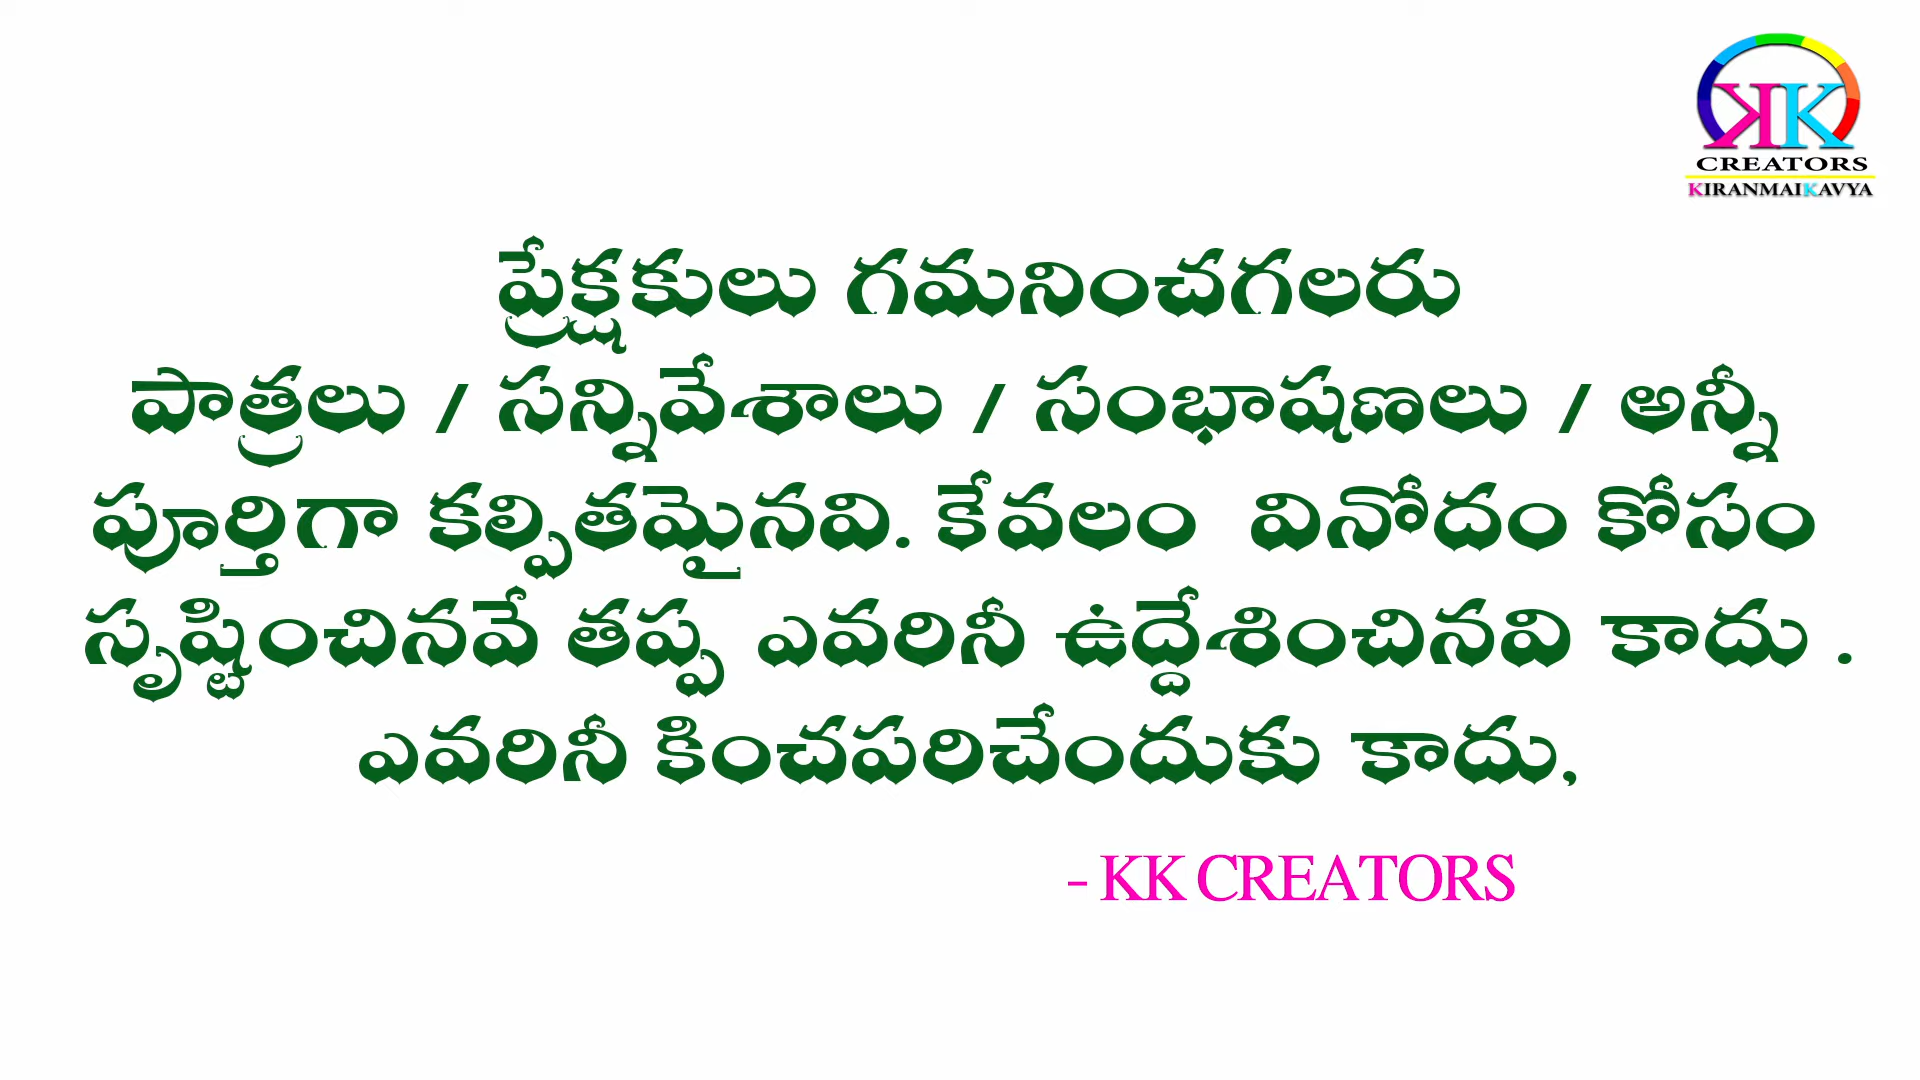 KK
CREATORS
KIRANMAIKAVYA
ప్రేక్షకులు గమనించగలరు
పాత్రలు / సన్నివేశాలు / సంభాషణలు / అన్నీ
పూర్తిగా కల్పితమైనవి. కేవలం వినోదం కోసం
సృష్టించినవే తప్ప ఎవరినీ ఉద్దేశించినవి కాదు .
ఎవరినీ కించపరిచేందుకు కాదు,
- KK CREATORS